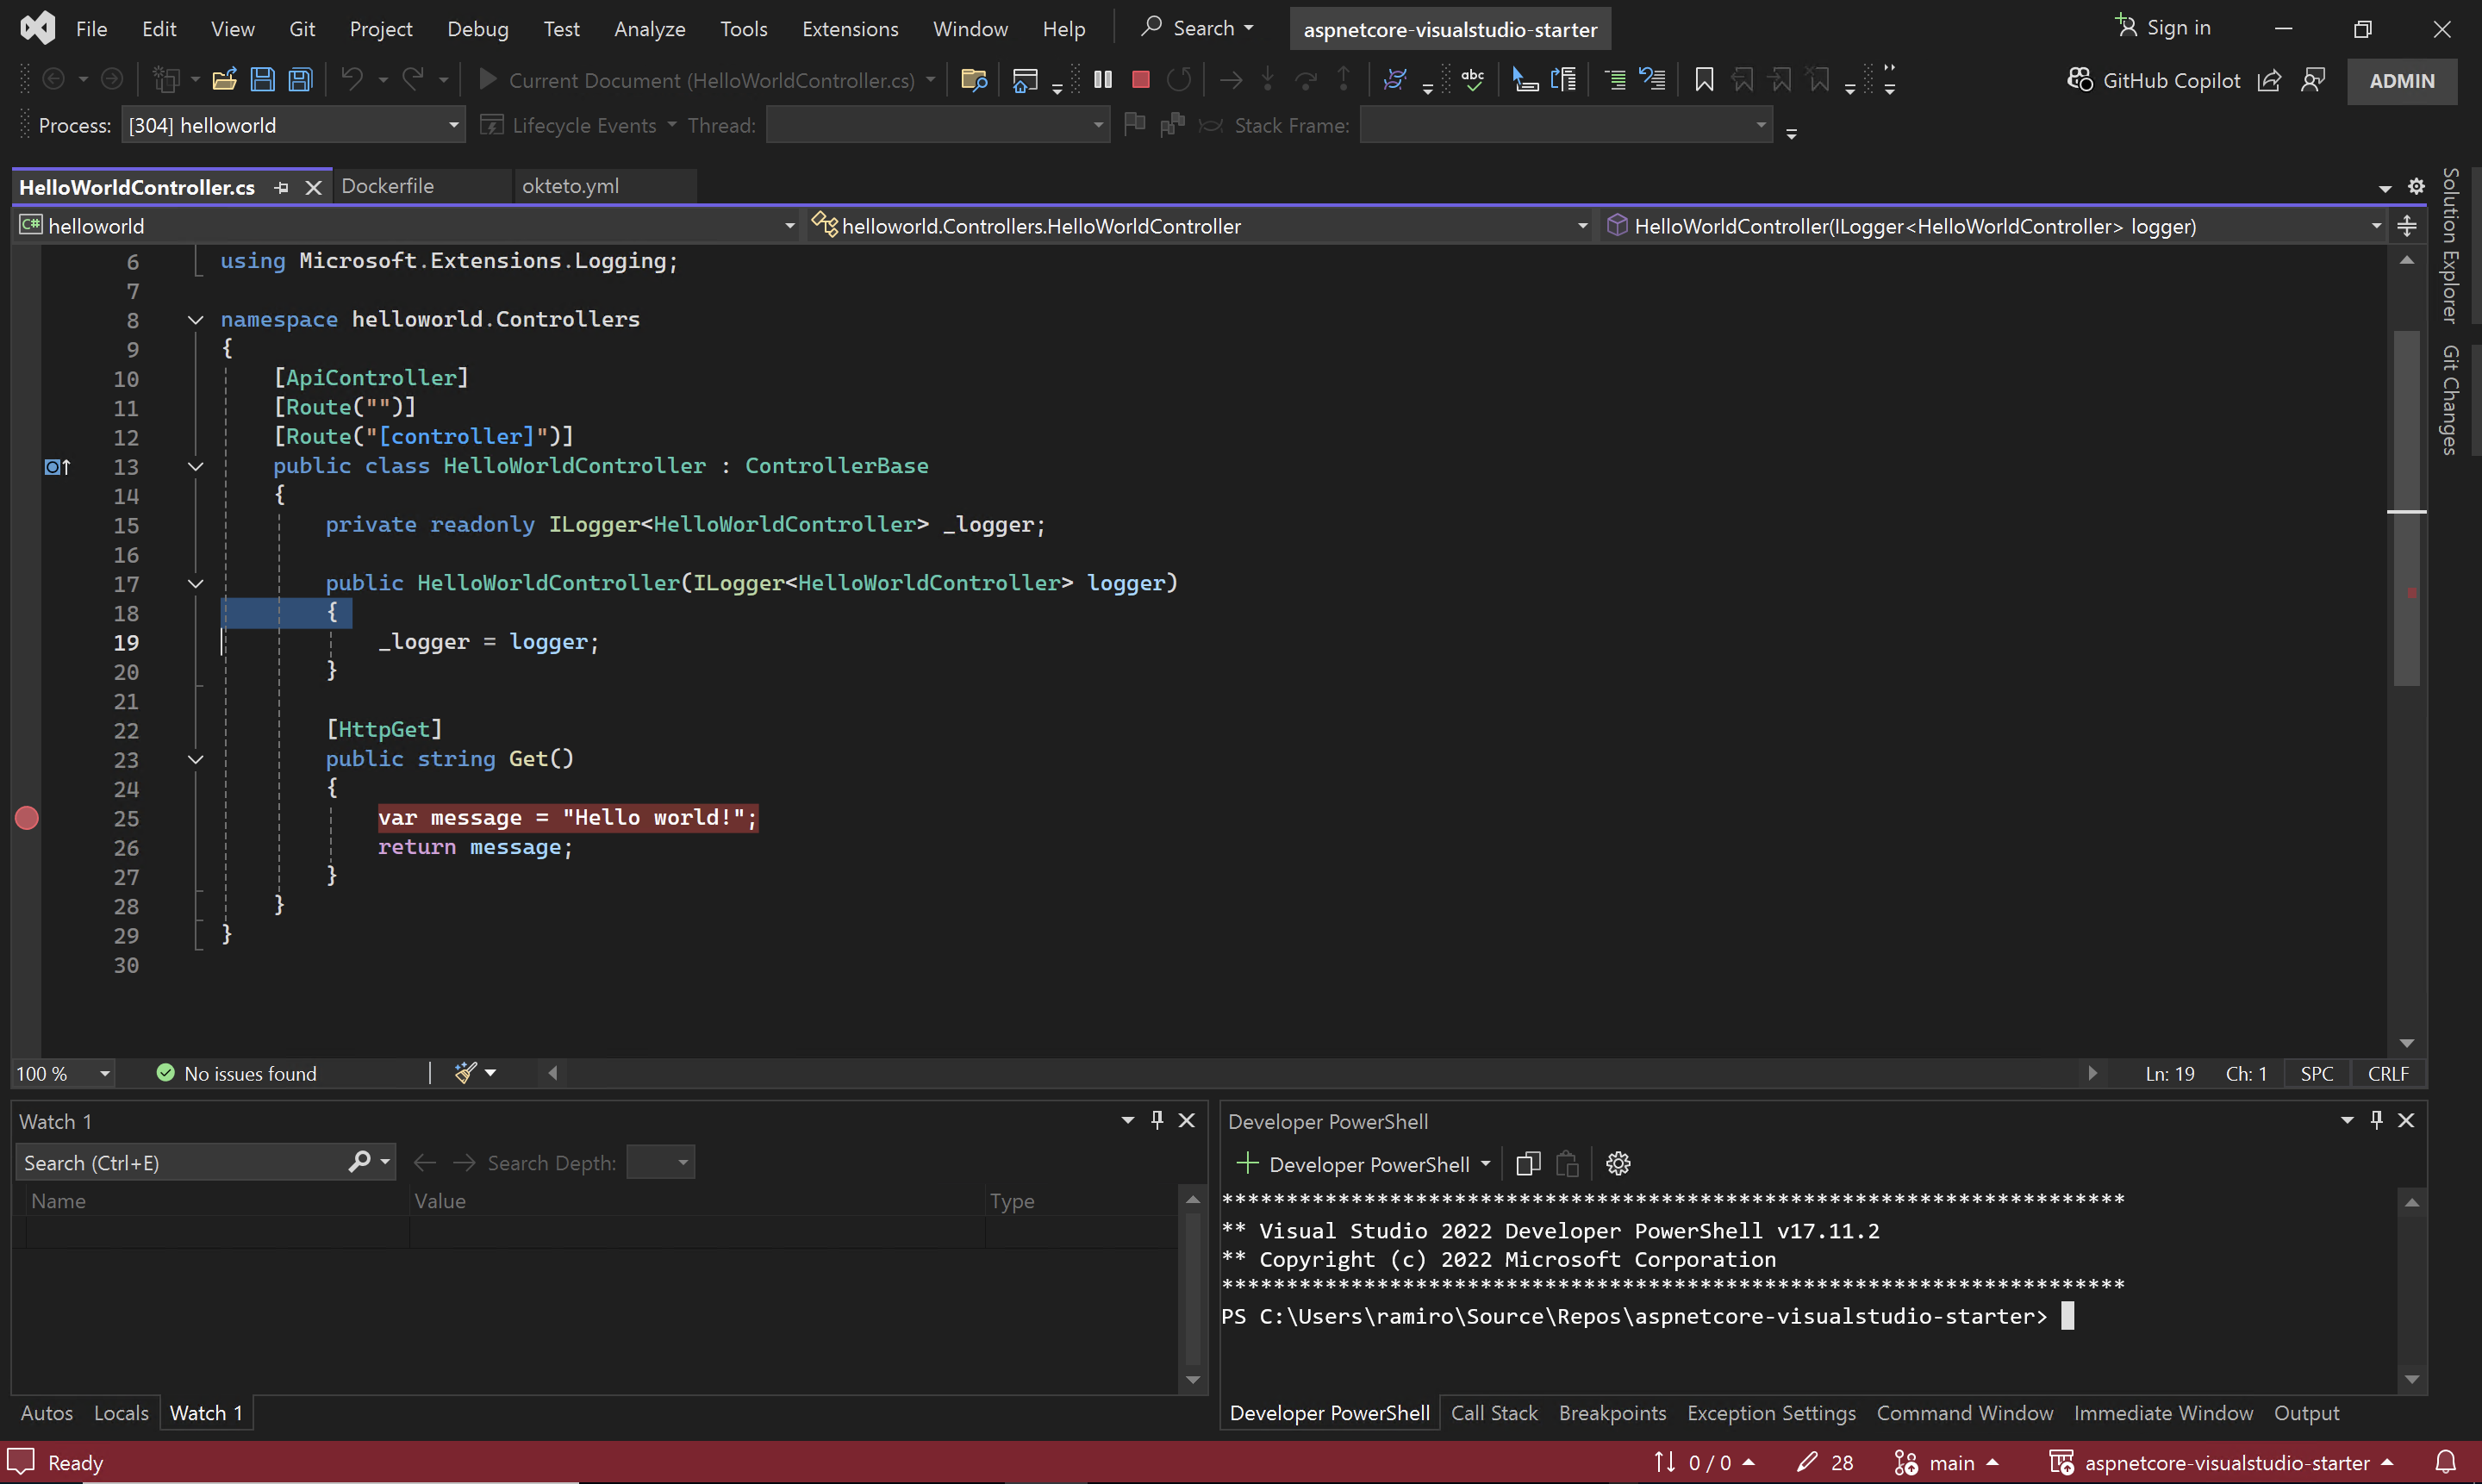 File Edit View Git Project Debug Test Analyze Tools Extensions Window Help Search aspnetcore-visualstudio-starter Sign in
Current Document (HelloWorldController.cs) abc GitHub Copilot ADMIN
Process: [304] helloworld Lifecycle Events Thread: Stack Frame:
HelloWorldController.cs Dockerfile okteto.yml
C# helloworld helloworld.Controllers.HelloWorldController HelloWorldController(ILogger<HelloWorldController> logger)
6 using Microsoft.Extensions.Logging;
7
8 namespace helloworld.Controllers
9 {
10 [ApiController]
11 [Route("")]
12 [Route("[controller]")]
13 public class HelloWorldController : ControllerBase
14 {
15 private readonly ILogger<HelloWorldController> _logger;
16
17 public HelloWorldController(ILogger<HelloWorldController> logger)
18 {
19 _logger = logger;
20 }
21
22 [HttpGet]
23 public string Get()
24 {
25 var message = "Hello world!";
26 return message;
27 }
28 }
29 }
30
Solution Explorer
Git Changes
100 % No issues found Ln: 19 Ch: 1 SPC CRLF
Watch 1
Search (Ctrl+E) Search Depth:
Name Value Type
Autos Locals Watch 1
Developer PowerShell
Developer PowerShell
***********************************************************************
** Visual Studio 2022 Developer PowerShell v17.11.2
** Copyright (c) 2022 Microsoft Corporation
***********************************************************************
PS C:\Users\ramiro\Source\Repos\aspnetcore-visualstudio-starter>
Developer PowerShell Call Stack Breakpoints Exception Settings Command Window Immediate Window Output
Ready 0 / 0 28 main aspnetcore-visualstudio-starter